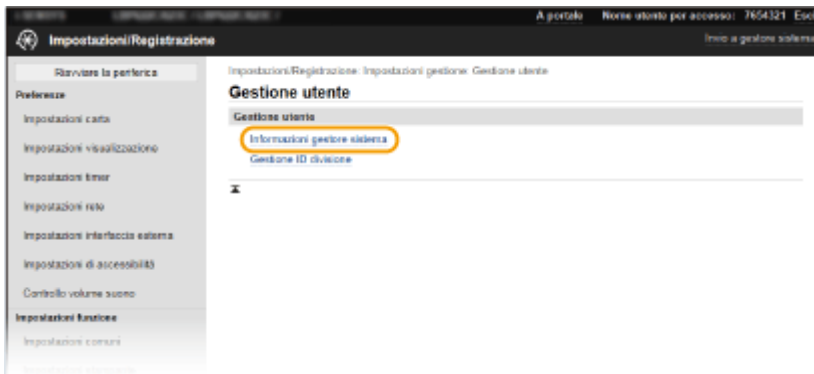 A portale Nome utente per accesso: 7654321 Esci
Impostazioni/Registrazione
Invio a gestore sistema
Riavviare la periferica
Preferenze
Impostazioni carta
Impostazioni visualizzazione
Impostazioni timer
Impostazioni rete
Impostazioni interfaccia esterna
Impostazioni di accessibilità
Controllo volume suono
Impostazioni funzione
Impostazioni comuni
Impostazioni/Registrazione: Impostazioni gestione: Gestione utente
Gestione utente
Gestione utente
Informazioni gestore sistema
Gestione ID divisione